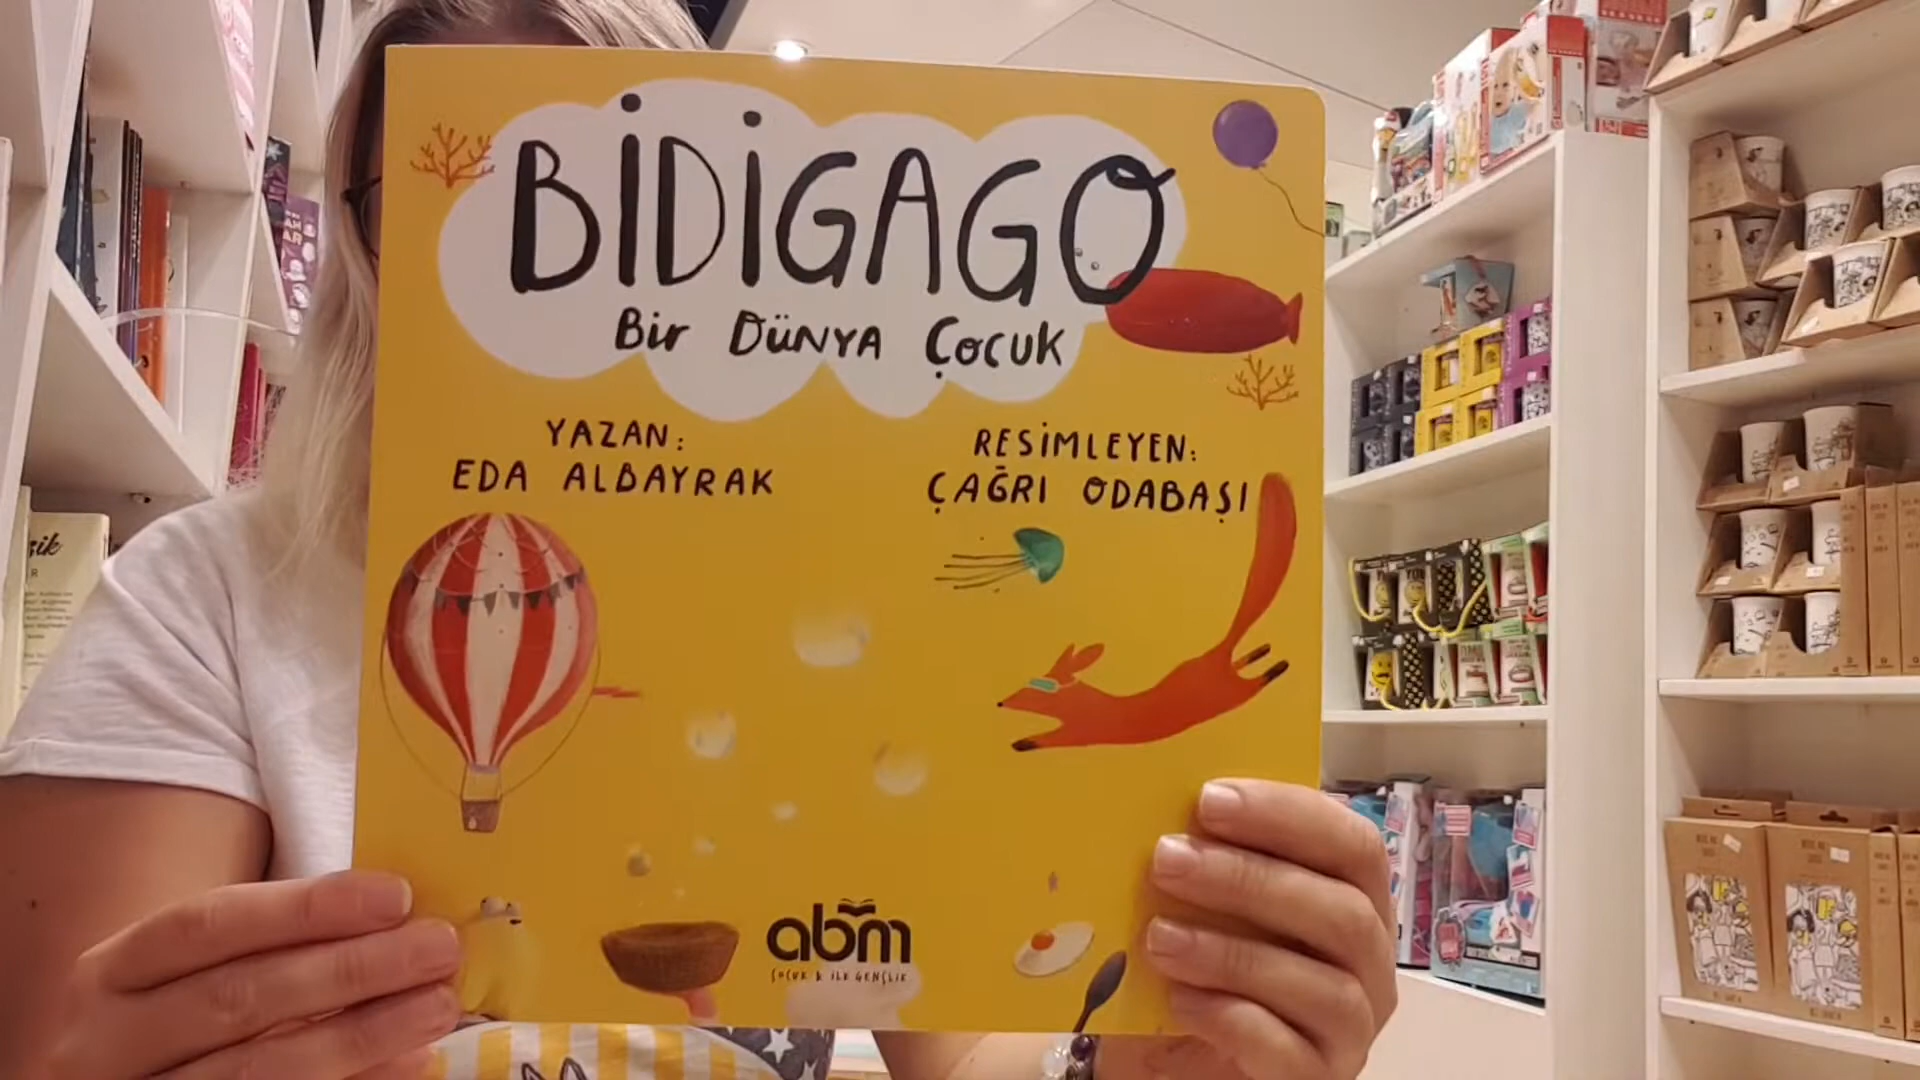 BİDİGAGO
Bir DÜNYA ÇOCUK
YAZAN:
EDA ALBAYRAK
RESİMLEYEN:
ÇAĞRI ODABAŞI
abm
ÇOCUK & İLK GENÇLİK